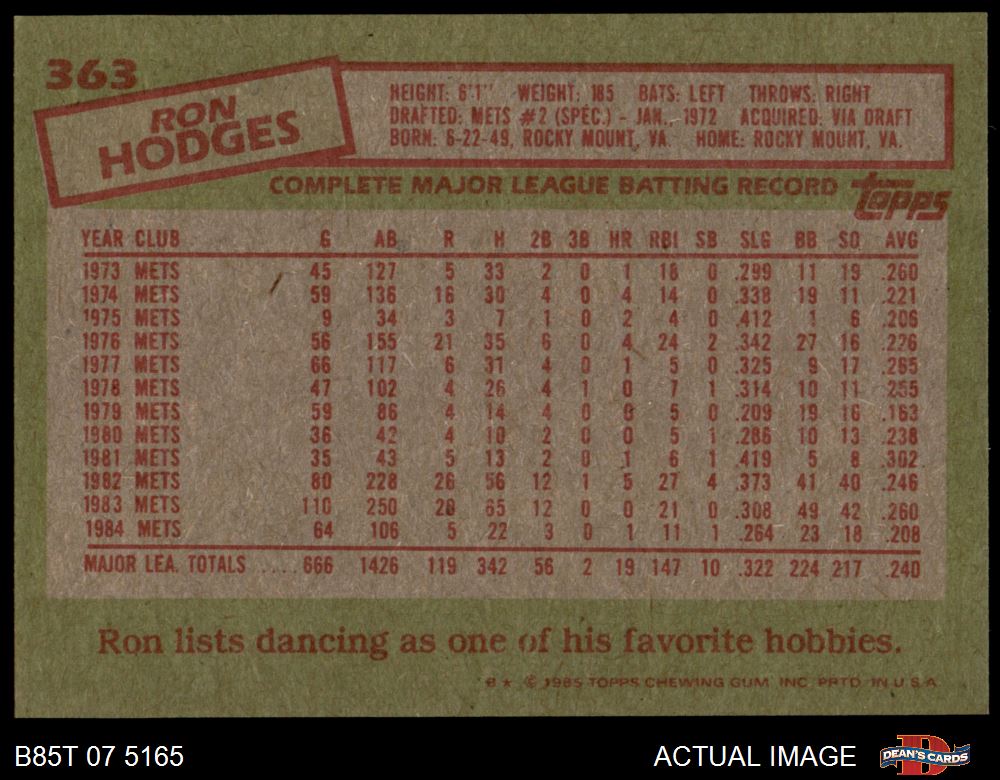 363
RON
HODGES
HEIGHT: 6'1" WEIGHT: 185 BATS: LEFT THROWS: RIGHT
DRAFTED: METS #2 (SPEC.) - JAN., 1972 ACQUIRED: VIA DRAFT
BORN: 6-22-49, ROCKY MOUNT, VA. HOME: ROCKY MOUNT, VA.
COMPLETE MAJOR LEAGUE BATTING RECORD topps
YEAR CLUB G AB R H 2B 3B HR RBI SB SLG BB SO AVG
1973 METS 45 127 5 33 2 0 1 18 0 .299 11 19 .260
1974 METS 59 136 16 30 4 0 4 14 0 .338 19 11 .221
1975 METS 9 34 3 7 1 0 2 4 0 .412 1 6 .206
1976 METS 56 155 21 35 6 0 4 24 2 .342 27 16 .226
1977 METS 66 117 6 31 4 0 1 5 0 .325 9 17 .265
1978 METS 47 102 4 26 4 1 0 7 1 .314 10 11 .255
1979 METS 59 86 4 14 4 0 0 5 0 .209 19 16 .163
1980 METS 36 42 4 10 2 0 0 5 1 .286 10 13 .238
1981 METS 35 43 5 13 2 0 1 6 1 .419 5 8 .302
1982 METS 80 228 26 56 12 1 5 27 4 .373 41 40 .246
1983 METS 110 250 20 65 12 0 0 21 0 .308 49 42 .260
1984 METS 64 106 5 22 3 0 1 11 1 .264 23 18 .208
MAJOR LEA. TOTALS .... 666 1426 119 342 56 2 19 147 10 .322 224 217 .240
Ron lists dancing as one of his favorite hobbies.
B* © 1985 TOPPS CHEWING GUM, INC. PRTD. IN U.S.A.
B85T 07 5165 ACTUAL IMAGE DEAN'S CARDS